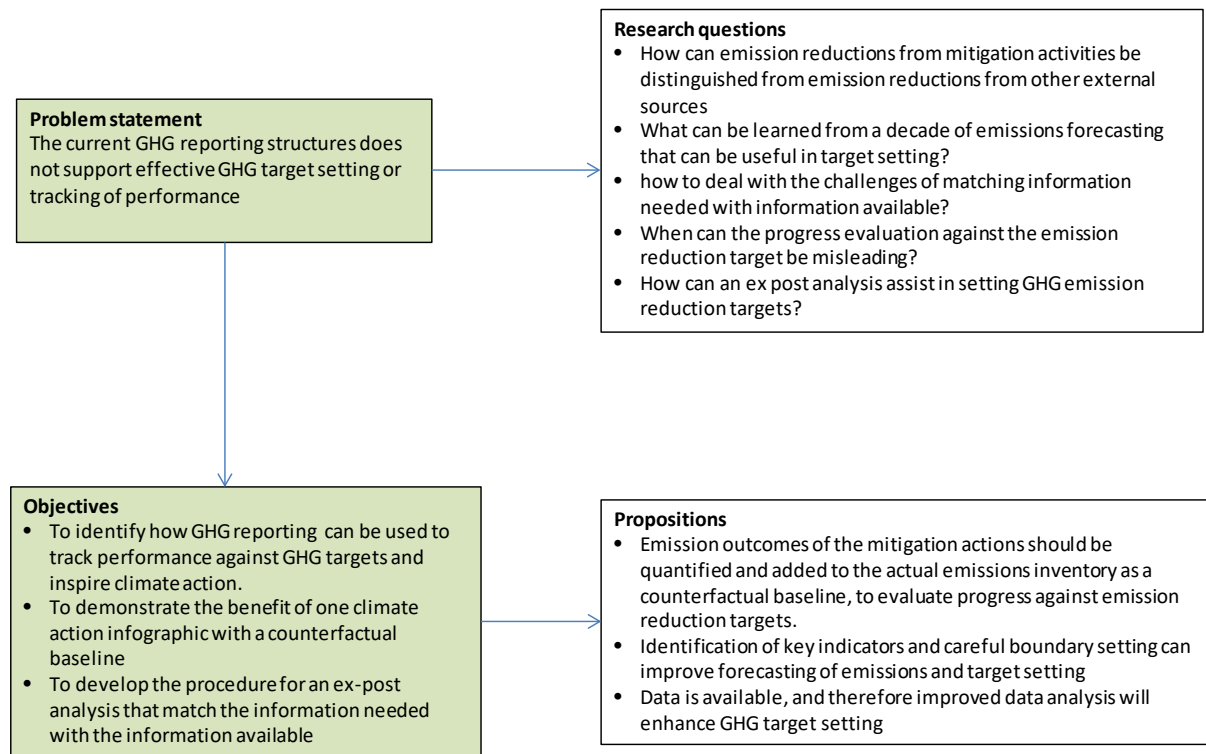 Problem statement
The current GHG reporting structures does
not support effective GHG target setting or
tracking of performance
Research questions
• How can emission reductions from mitigation activities be
distinguished from emission reductions from other external
sources
• What can be learned from a decade of emissions forecasting
that can be useful in target setting?
• how to deal with the challenges of matching information
needed with information available?
• When can the progress evaluation against the emission
reduction target be misleading?
• How can an ex post analysis assist in setting GHG emission
reduction targets?
Objectives
• To identify how GHG reporting can be used to
track performance against GHG targets and
inspire climate action.
• To demonstrate the benefit of one climate
action infographic with a counterfactual
baseline
• To develop the procedure for an ex-post
analysis that match the information needed
with the information available
Propositions
• Emission outcomes of the mitigation actions should be
quantified and added to the actual emissions inventory as a
counterfactual baseline, to evaluate progress against emission
reduction targets.
• Identification of key indicators and careful boundary setting can
improve forecasting of emissions and target setting
• Data is available, and therefore improved data analysis will
enhance GHG target setting